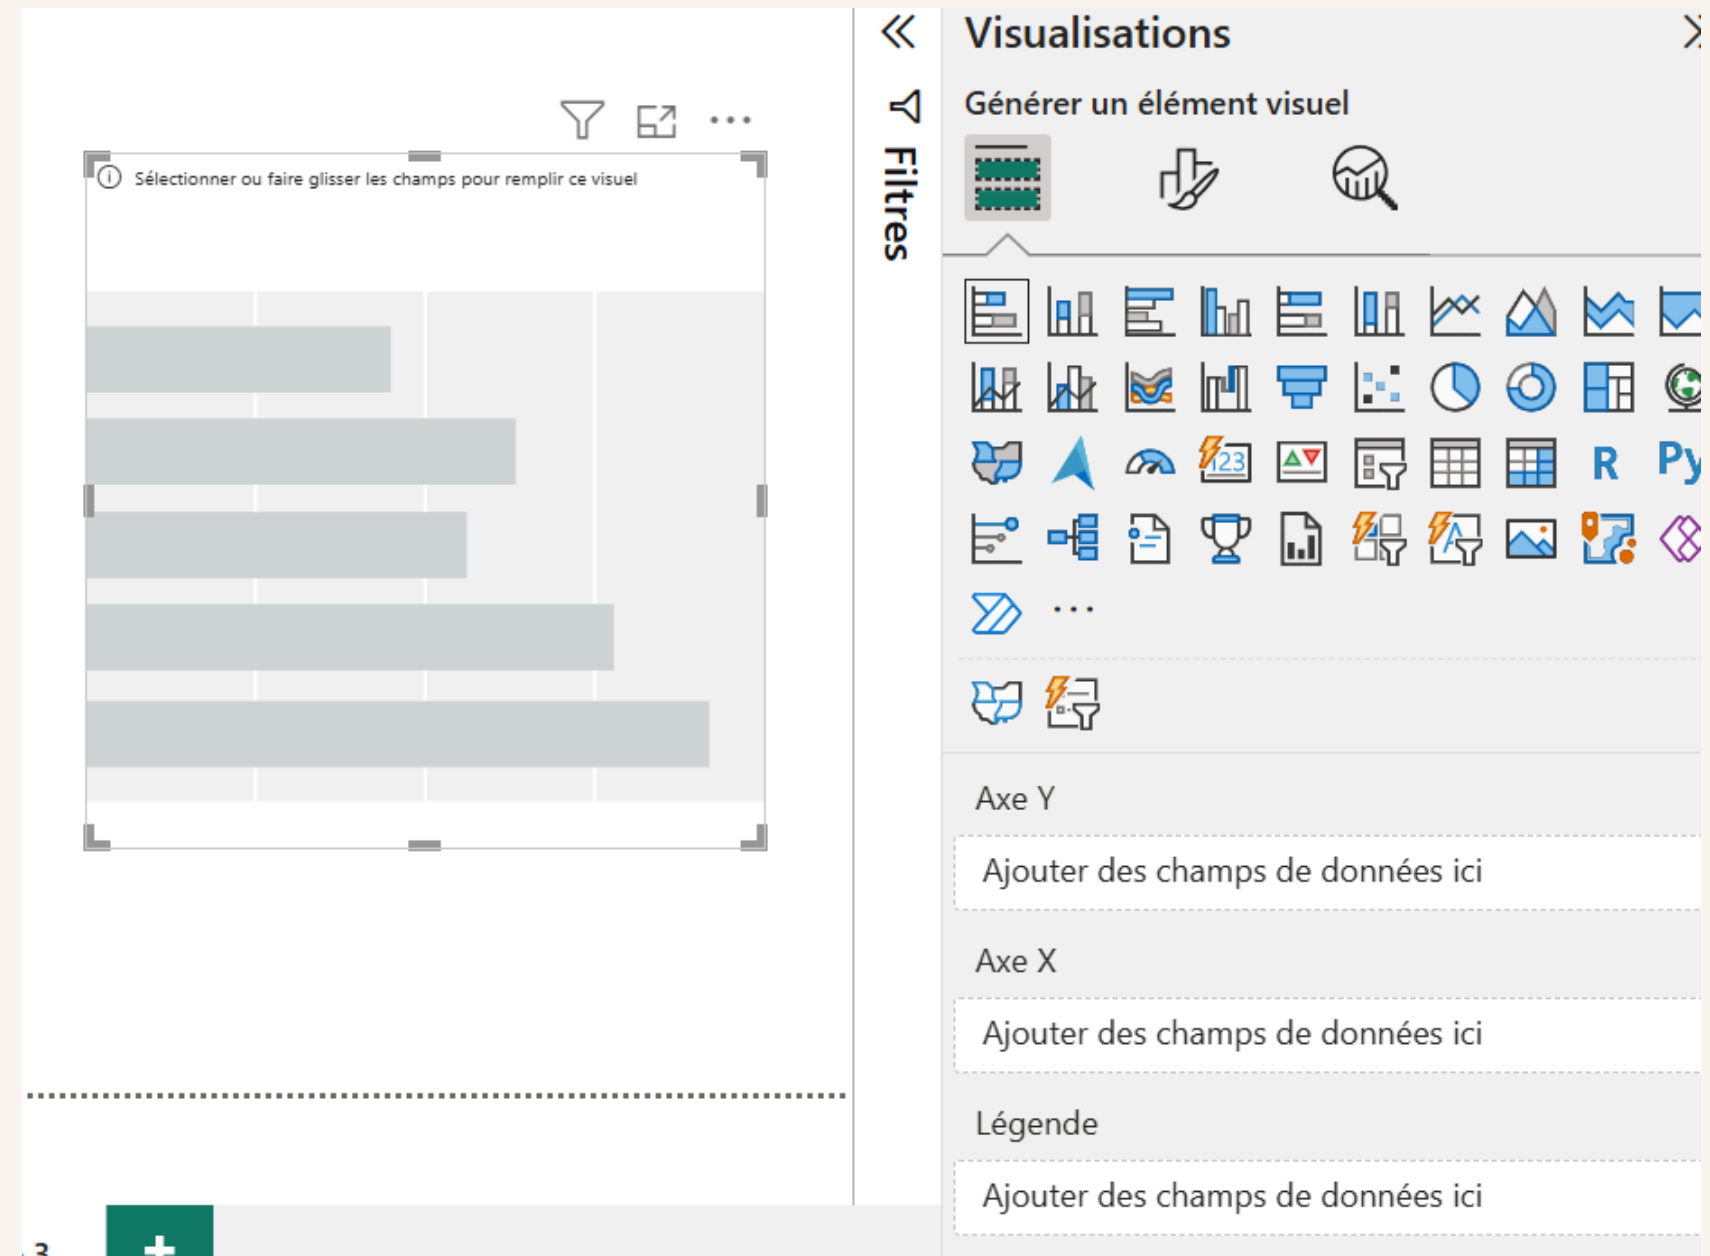 Visualisations
Générer un élément visuel
Filtres
Sélectionner ou faire glisser les champs pour remplir ce visuel
123
R
Py
Axe Y
Ajouter des champs de données ici
Axe X
Ajouter des champs de données ici
Légende
Ajouter des champs de données ici
3